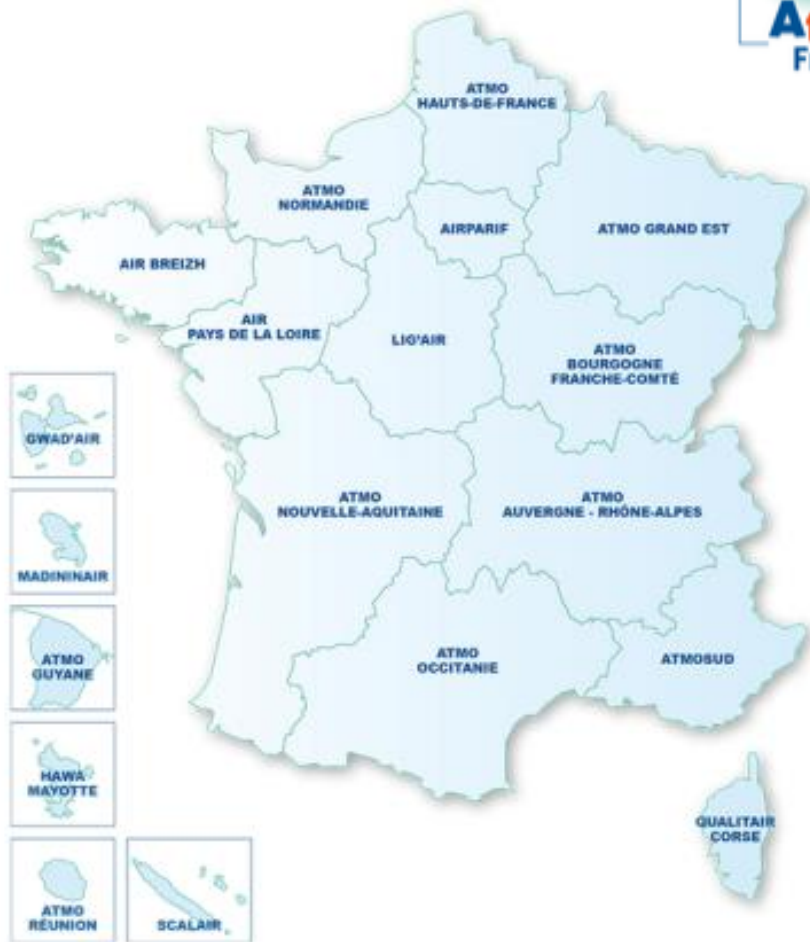 ATMO
HAUTS-DE-FRANCE
ATMO
NORMANDIE
AIRPARIF
ATMO GRAND EST
AIR BREIZH
AIR
PAYS DE LA LOIRE
LIG'AIR
ATMO
BOURGOGNE
FRANCHE-COMTÉ
GWAD'AIR
ATMO
NOUVELLE-AQUITAINE
ATMO
AUVERGNE - RHÔNE-ALPES
MADININAIR
ATMO
GUYANE
ATMO
OCCITANIE
ATMOSUD
HAWA
MAYOTTE
QUALITAIR
CORSE
ATMO
RÉUNION
SCALAIR